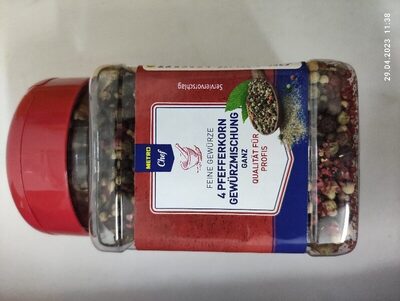 METRO
Chef
FEINE GEWÜRZE
4 PFEFFERKORN
GEWÜRZMISCHUNG
GANZ
QUALITÄT FÜR
PROFIS
Serviervorschlag
29.04.2023 11:38